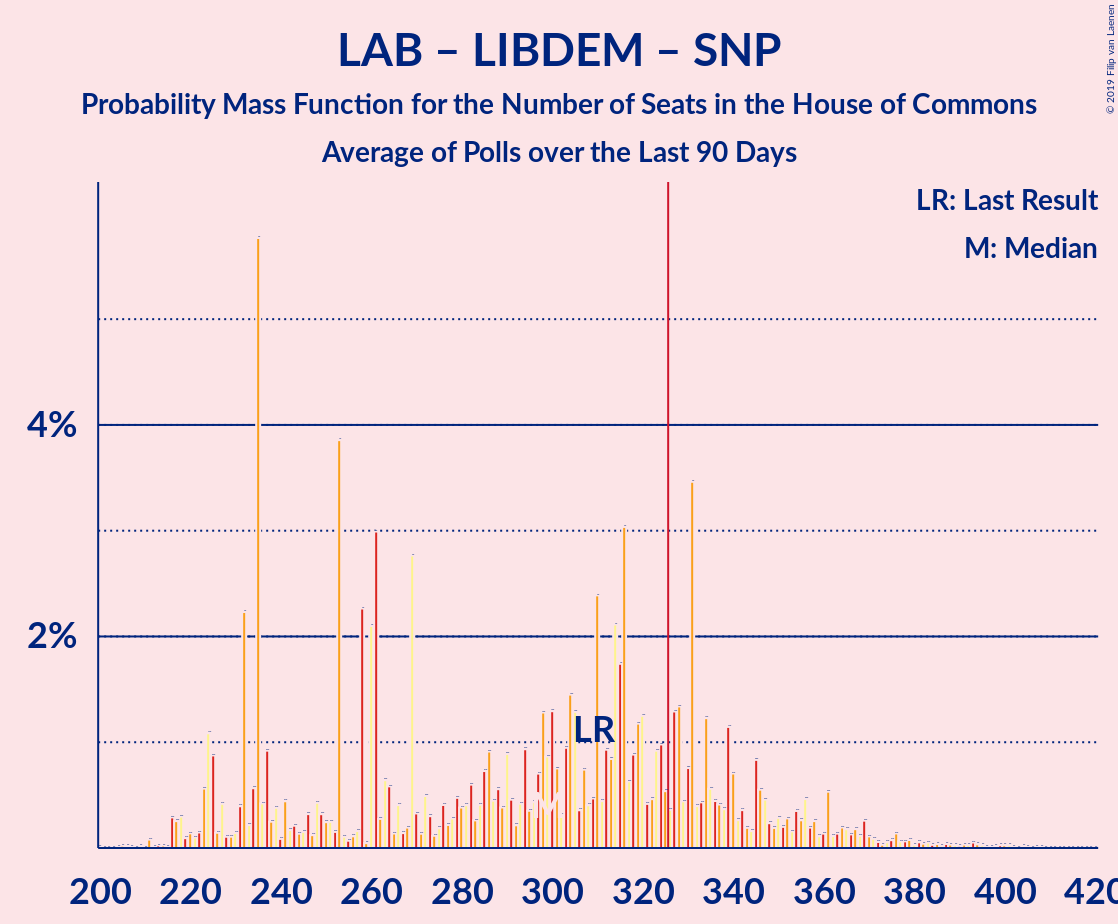 LAB – LIBDEM – SNP
Probability Mass Function for the Number of Seats in the House of Commons
Average of Polls over the Last 90 Days
© 2019 Filip van Laenen
LR: Last Result
M: Median
4%
2%
LR
M
200 220 240 260 280 300 320 340 360 380 400 420